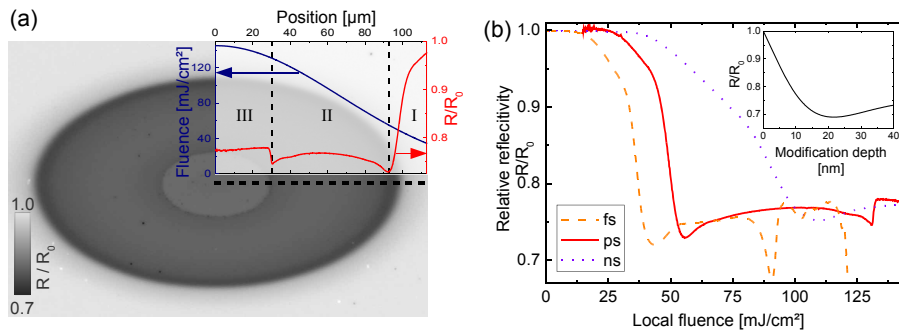 (a)
Position [µm]
0 20 40 60 80 100
Fluence [mJ/cm²]
0
40
80
120
III
II
I
R/R₀
1.0
0.9
0.8
1.0
0.7
R / R₀
(b)
Relative reflecitivity
R/R₀
1.0
0.9
0.8
0.7
fs
ps
ns
0 25 50 75 100 125
Local fluence [mJ/cm²]
R/R₀
1.0
0.9
0.8
0.7
0 10 20 30 40
Modification depth
[nm]